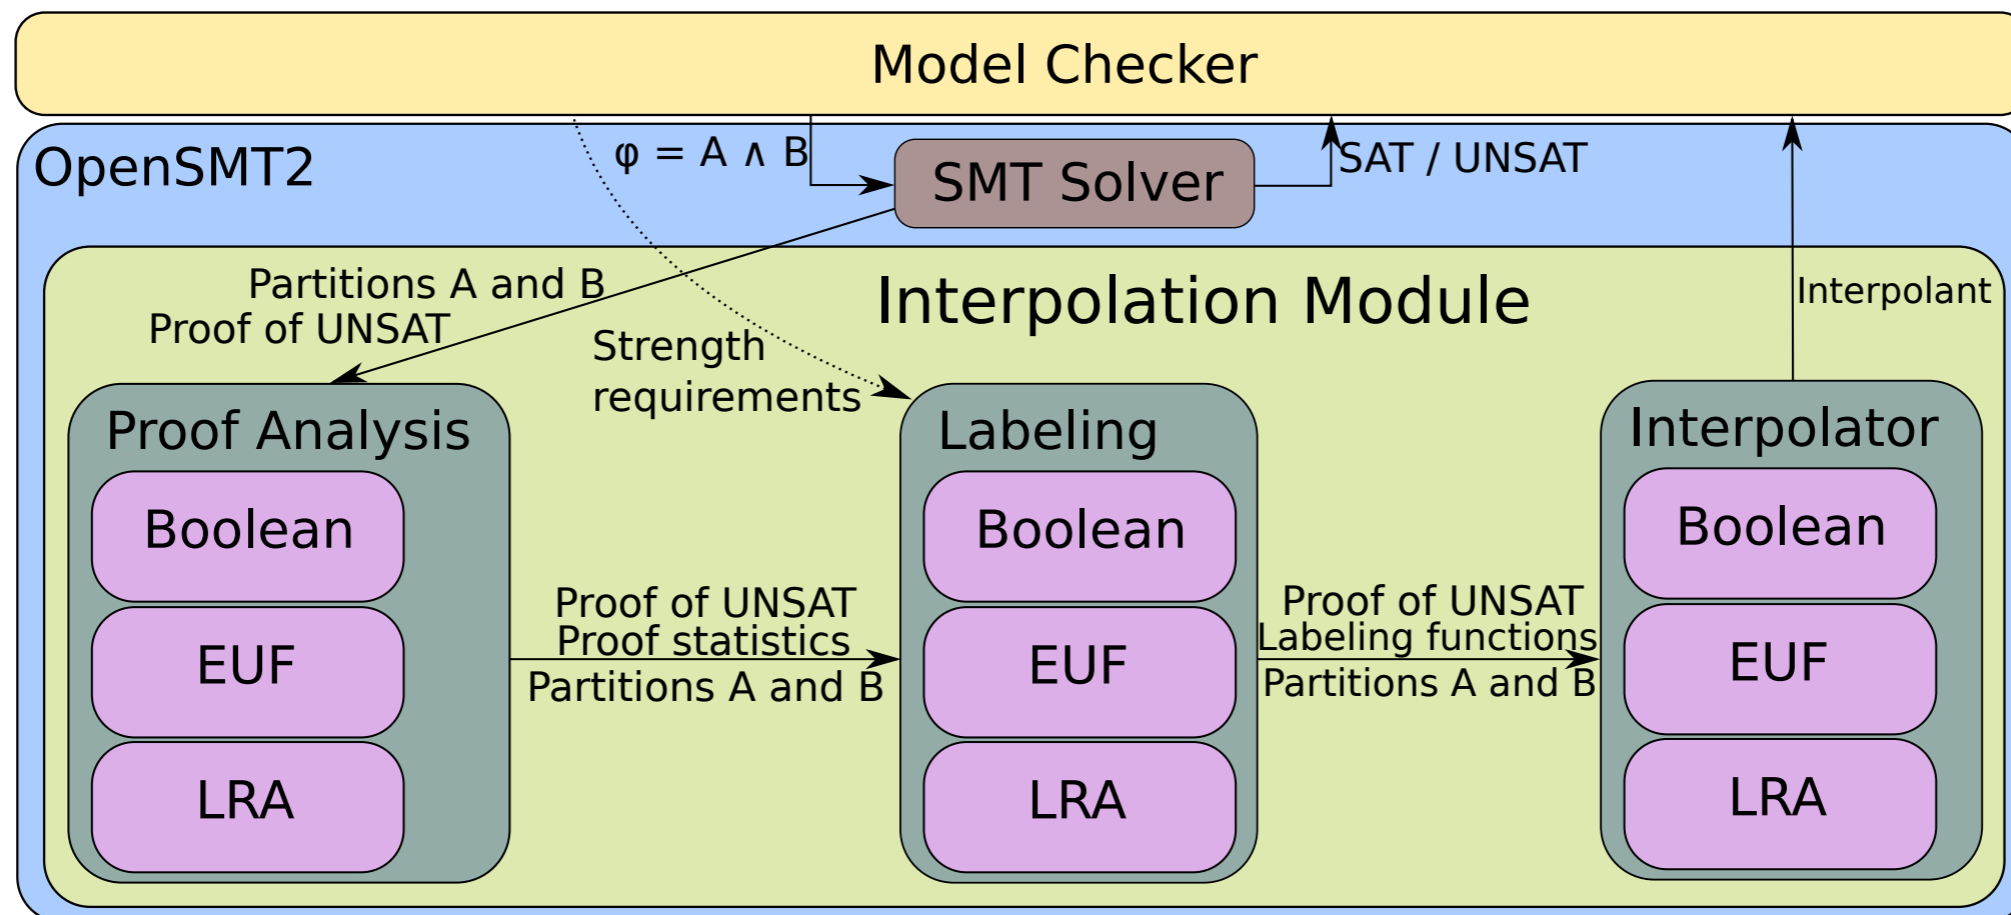 Model Checker
OpenSMT2
φ = A ∧ B
SMT Solver
SAT / UNSAT
Partitions A and B
Proof of UNSAT
Strength
requirements
Interpolation Module
Interpolant
Proof Analysis
Boolean
EUF
LRA
Proof of UNSAT
Proof statistics
Partitions A and B
Labeling
Boolean
EUF
LRA
Proof of UNSAT
Labeling functions
Partitions A and B
Interpolator
Boolean
EUF
LRA